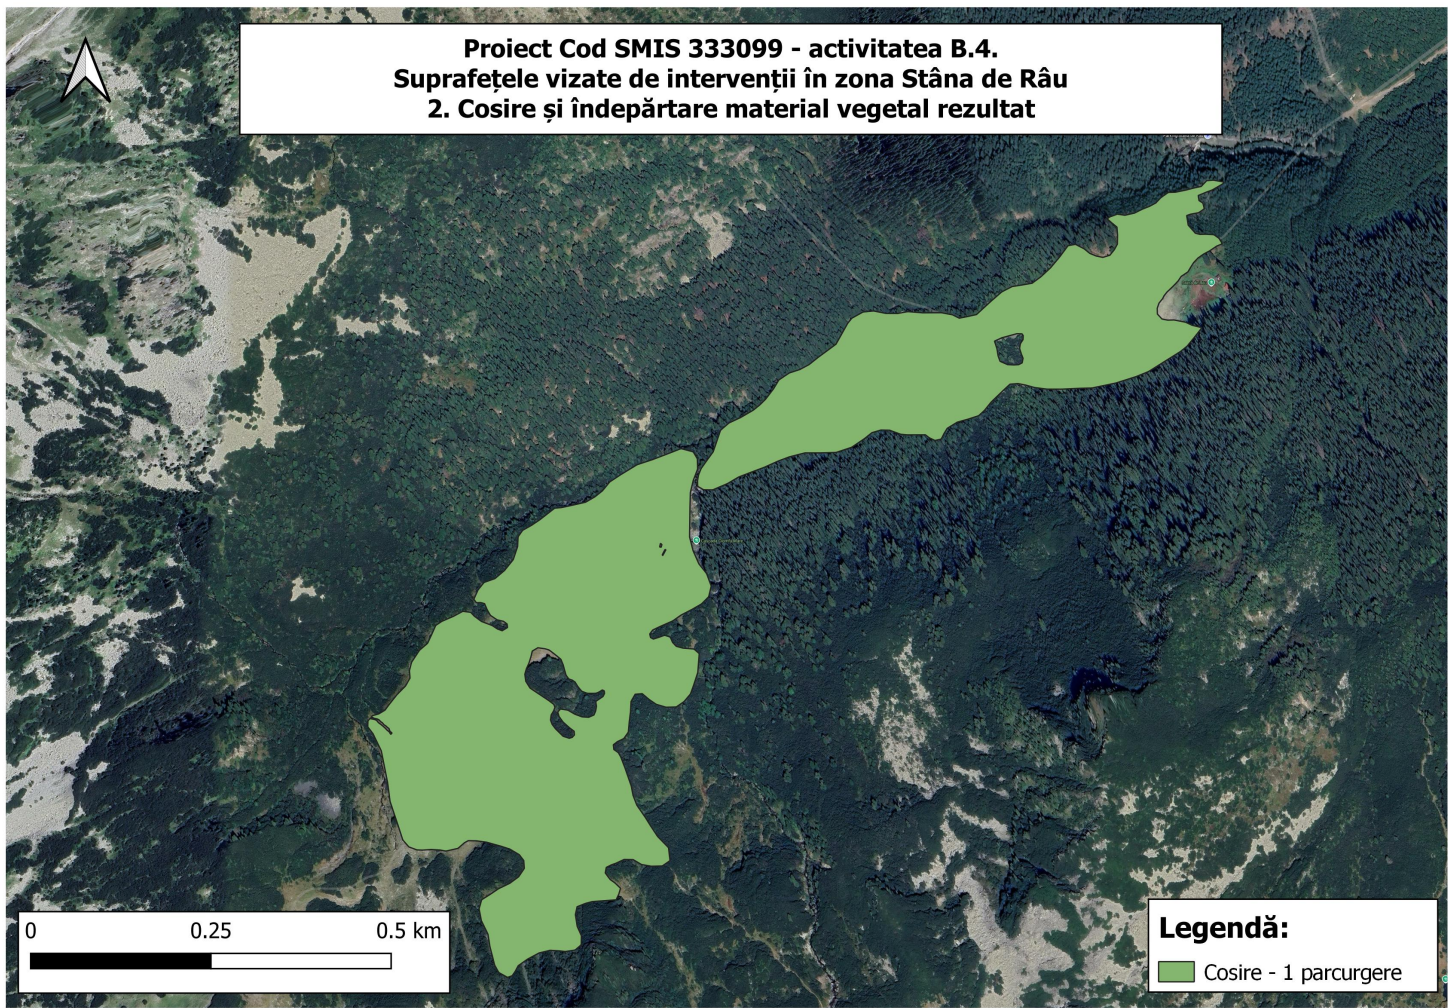 Proiect Cod SMIS 333099 - activitatea B.4.
Suprafețele vizate de intervenții în zona Stâna de Râu
2. Cosire și îndepărtare material vegetal rezultat
0 0.25 0.5 km
Legendă:
Cosire - 1 parcurgere